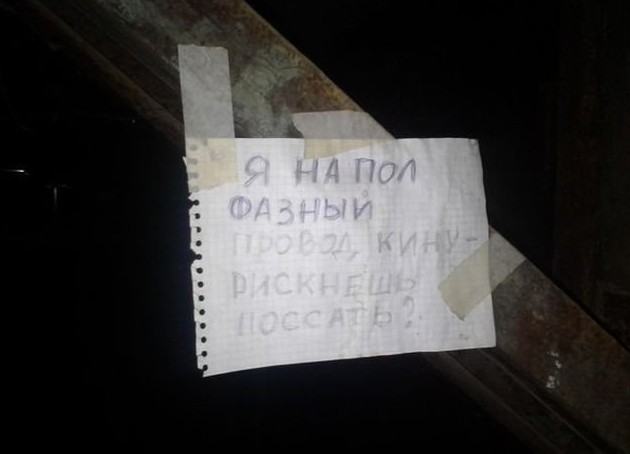 Я НА ПОЛ
ФАЗНЫЙ
ПРОВОД КИНУ-
РИСКНЕШЬ
ПОССАТЬ?